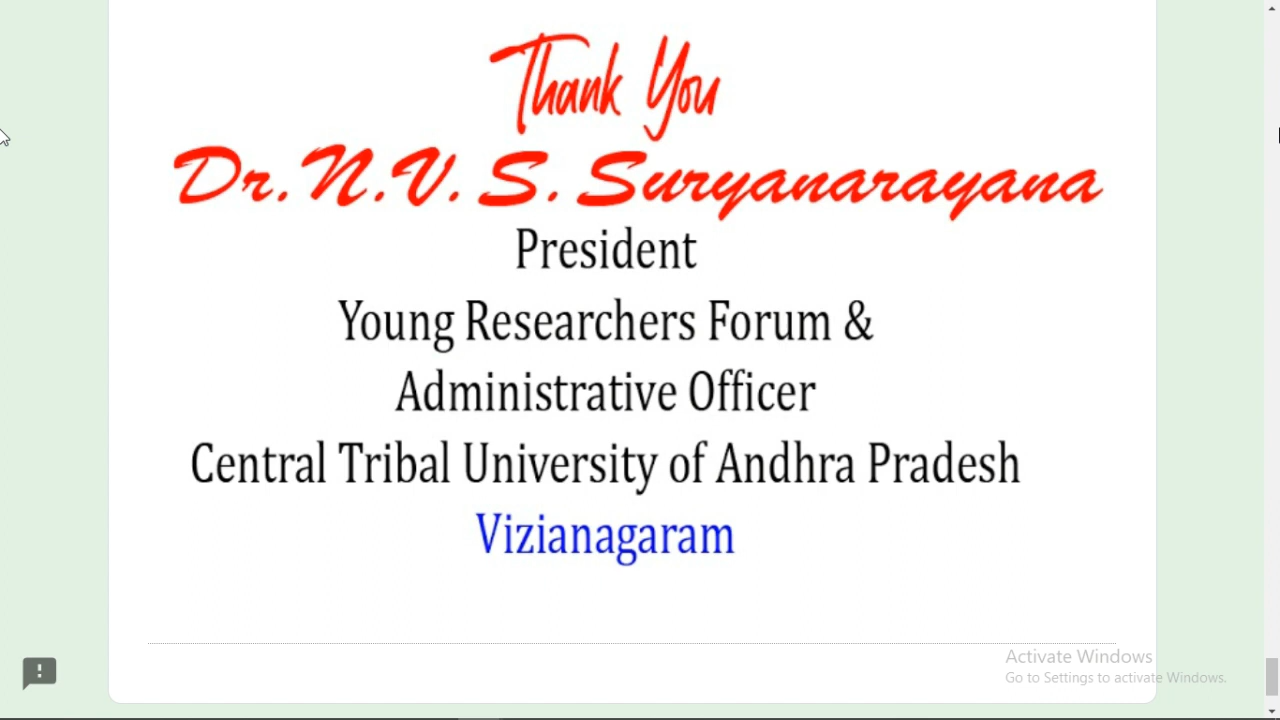 Thank You
Dr. N. V. S. Suryanarayana
President
Young Researchers Forum &
Administrative Officer
Central Tribal University of Andhra Pradesh
Vizianagaram
Activate Windows
Go to Settings to activate Windows.